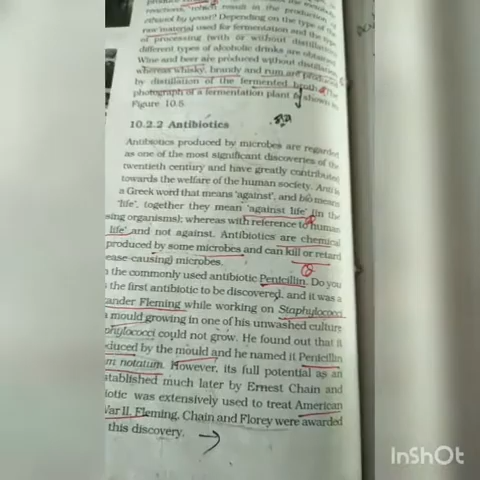 reactions, which result in the production
ethanol by yeast? Depending on the type of
raw material used for fermentation and the type
of processing (with or without distillation
different types of alcoholic drinks are obtained
Wine and beer are produced without distillation
whereas whisky, brandy and rum are produced
by distillation of the fermented broth. The
photograph of a fermentation plant is shown in
Figure 10.5
10.2.2 Antibiotics
Antibiotics produced by microbes are regarded
as one of the most significant discoveries of the
twentieth century and have greatly contributed
towards the welfare of the human society. Anti is
a Greek word that means 'against', and bio means
'life', together they mean 'against life' (in the
sing organisms); whereas with reference to human
life' and not against. Antibiotics are chemical
produced by some microbes and can kill or retard
ease-causing) microbes.
the commonly used antibiotic Penicillin. Do you
the first antibiotic to be discovered, and it was a
ander Fleming while working on Staphylococci
mould growing in one of his unwashed culture
phylococci could not grow. He found out that it
duced by the mould and he named it Penicillin
m notatum. However, its full potential as an
stablished much later by Ernest Chain and
iotic was extensively used to treat American
War II. Fleming, Chain and Florey were awarded
this discovery.
InShOt